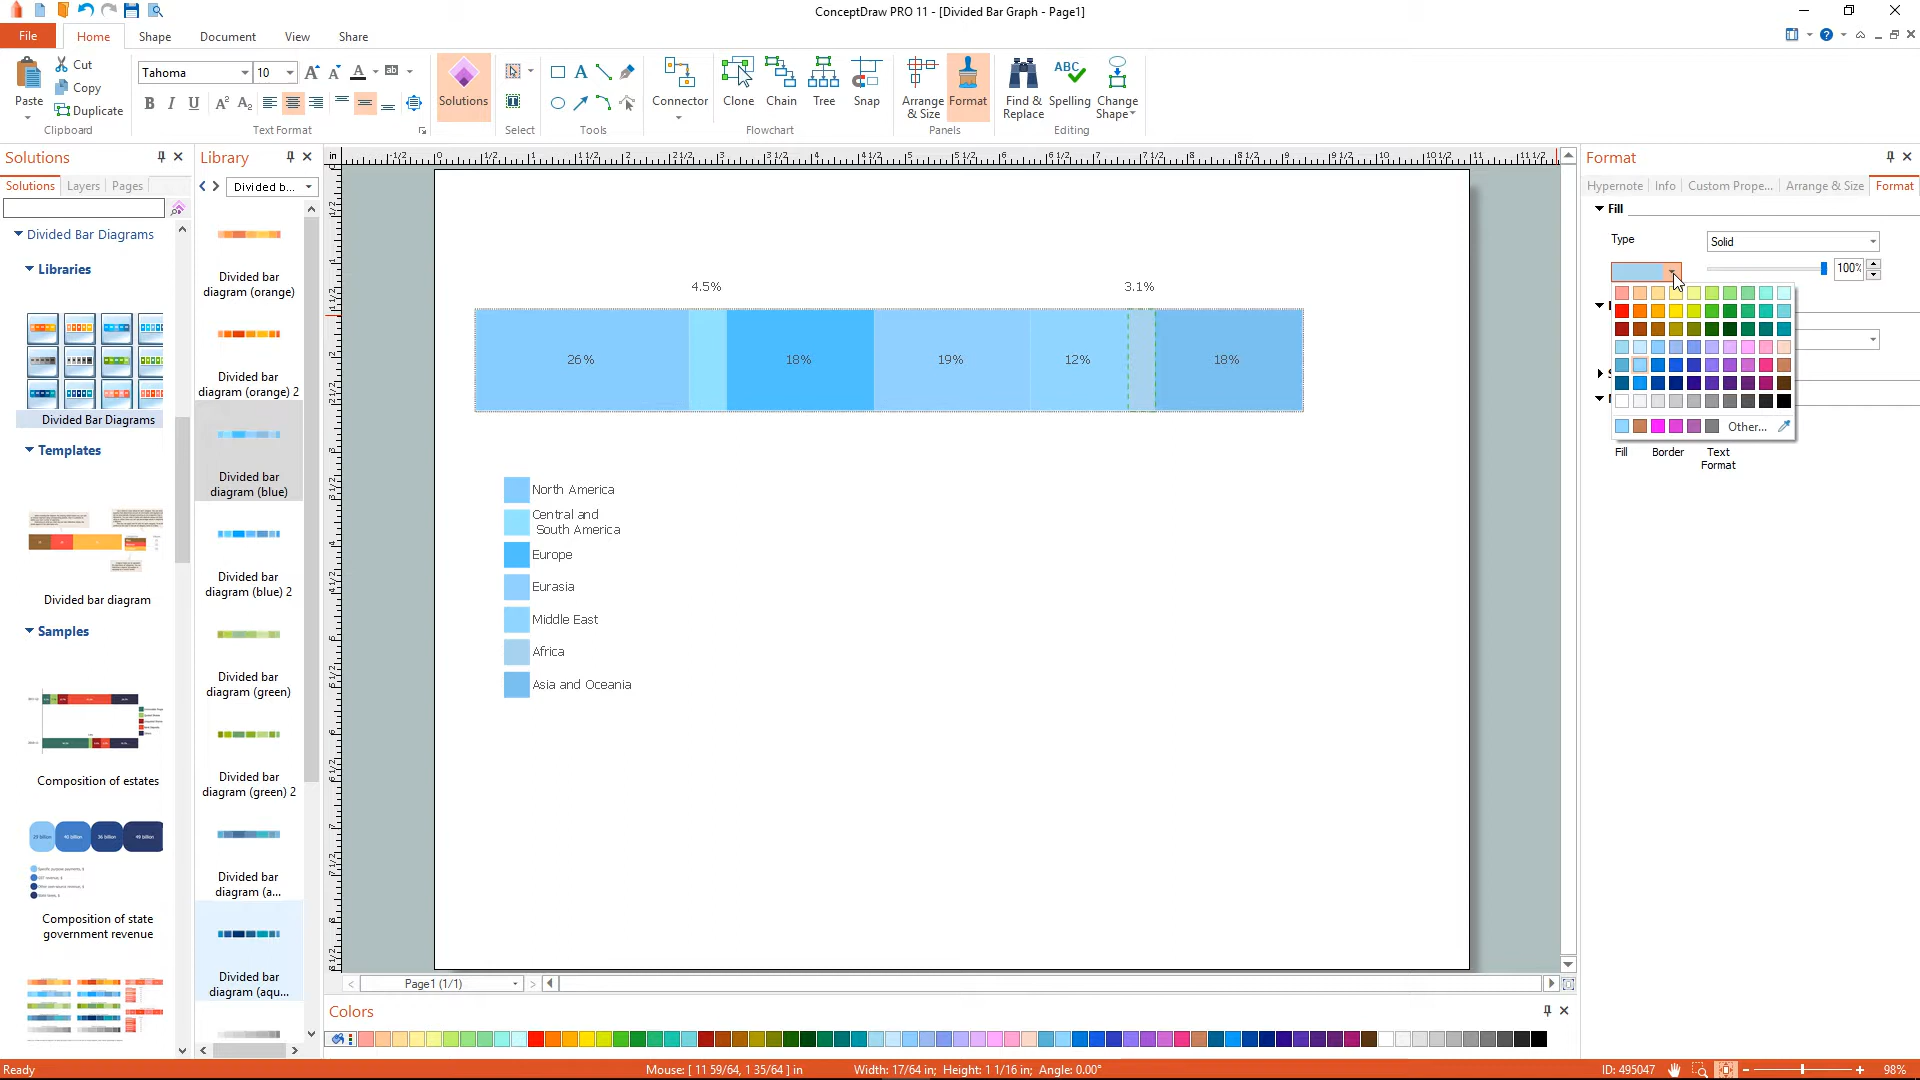 ConceptDraw PRO 11 - [Divided Bar Graph - Page1]
File
Home
Shape
Document
View
Share
Paste
Cut
Copy
Duplicate
Clipboard
Tahoma
10
Text Format
Solutions
Select
Tools
Connector
Clone
Chain
Tree
Snap
Flowchart
Arrange
& Size
Format
Panels
Find &
Replace
Spelling
Change
Shape
Editing
Solutions
Solutions
Layers
Pages
Divided Bar Diagrams
Libraries
Divided Bar Diagrams
Templates
Divided bar diagram
Samples
Composition of estates
Composition of state
government revenue
Library
Divided b...
Divided bar
diagram (orange)
Divided bar
diagram (orange) 2
Divided bar
diagram (blue)
Divided bar
diagram (blue) 2
Divided bar
diagram (green)
Divided bar
diagram (green) 2
Divided bar
diagram (a...
Divided bar
diagram (aqu...
4.5%
3.1%
26%
18%
19%
12%
18%
North America
Central and
South America
Europe
Eurasia
Middle East
Africa
Asia and Oceania
Page1 (1/1)
Colors
Format
Hypernote
Info
Custom Prope...
Arrange & Size
Format
Fill
Type
Solid
100%
Other...
Fill
Border
Text
Format
Ready
Mouse: [ 11 59/64, 1 35/64 ] in
Width: 17/64 in; Height: 1 1/16 in; Angle: 0.00°
ID: 495047
98%